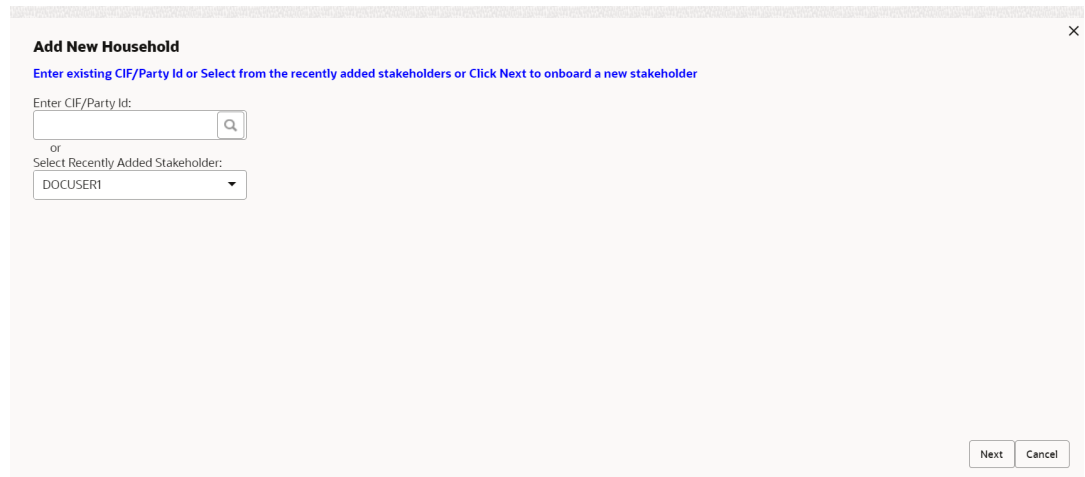 Add New Household
Enter existing CIF/Party Id or Select from the recently added stakeholders or Click Next to onboard a new stakeholder
Enter CIF/Party Id:
or
Select Recently Added Stakeholder:
DOCUSER1
Next Cancel